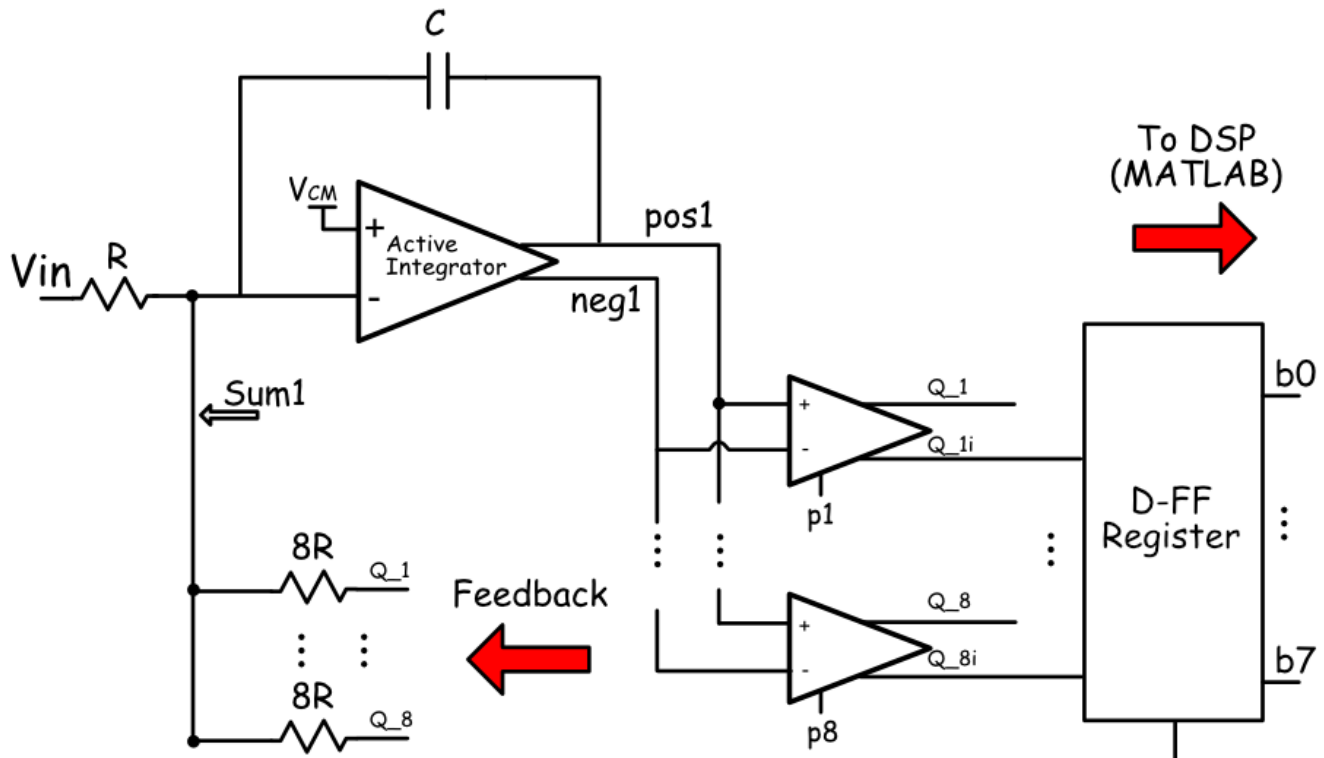 C
To DSP
(MATLAB)
VCM
+
pos1
Active
Integrator
R
Vin
-
neg1
b0
Sum1
+
Q_1
-
Q_1i
p1
D-FF
Register
8R
Q_1
Feedback
+
Q_8
-
Q_8i
b7
8R
Q_8
p8